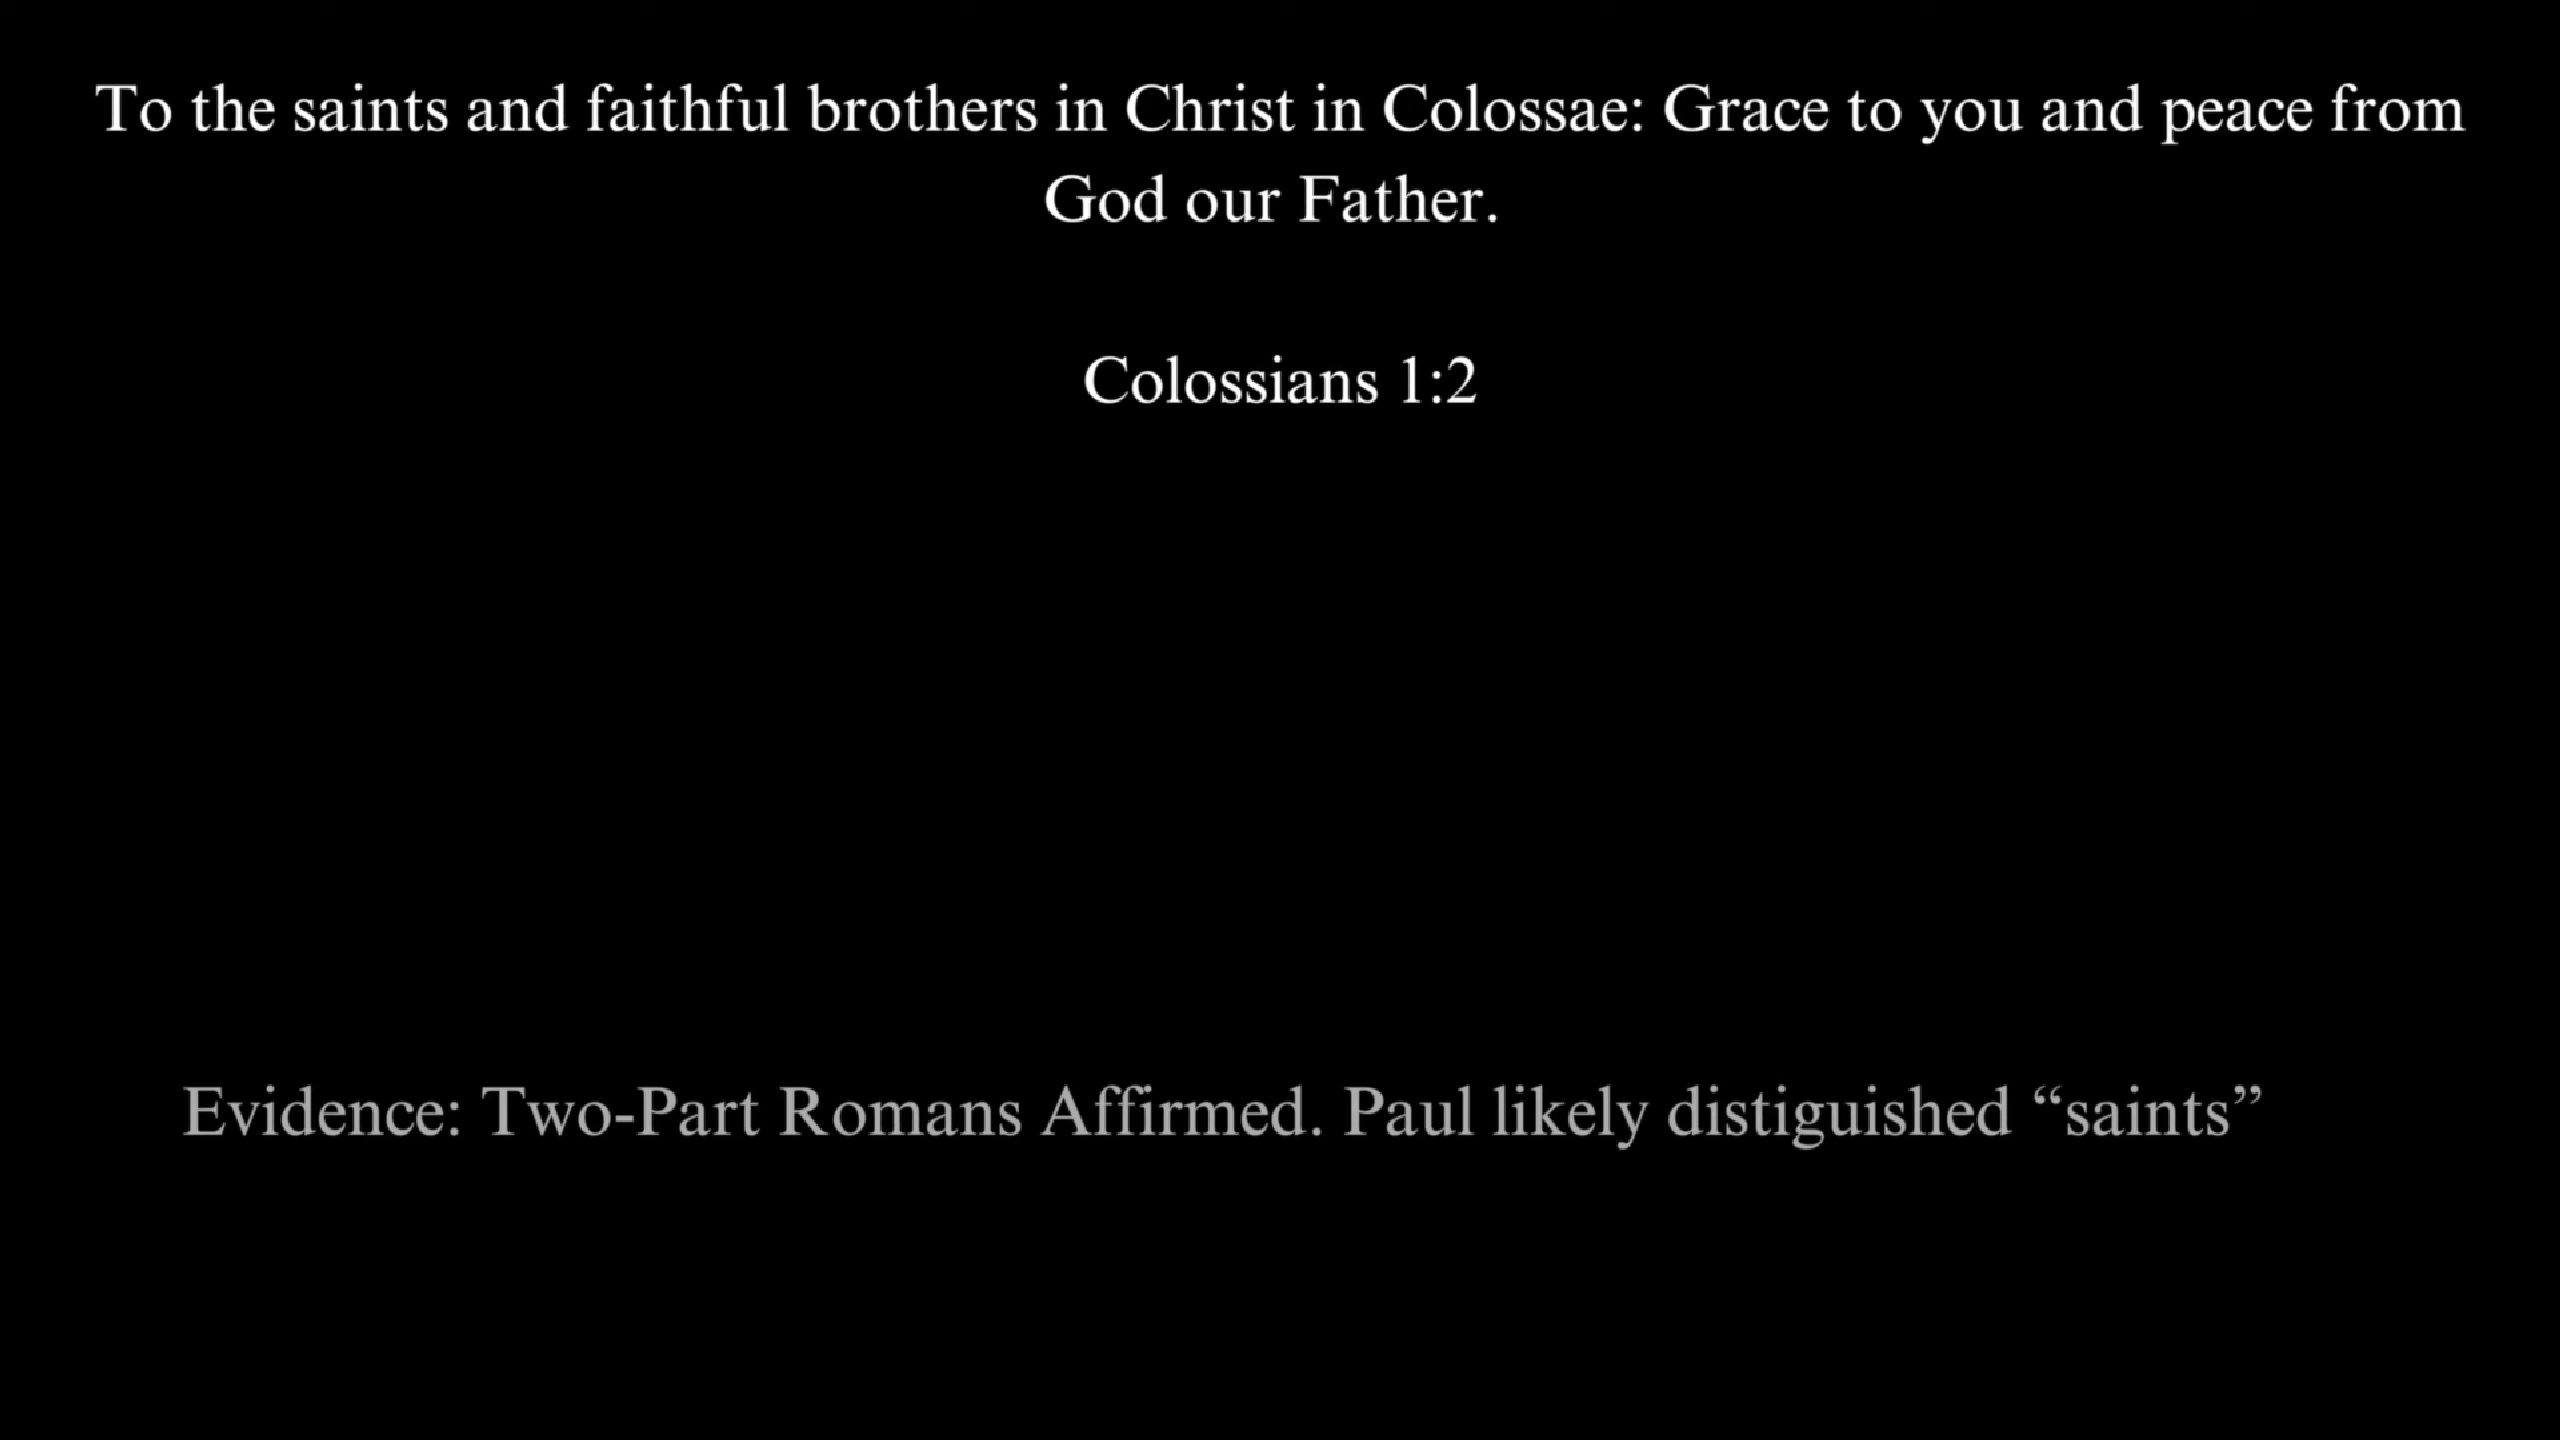 To the saints and faithful brothers in Christ in Colossae: Grace to you and peace from
God our Father.
Colossians 1:2
Evidence: Two-Part Romans Affirmed. Paul likely distiguished “saints”